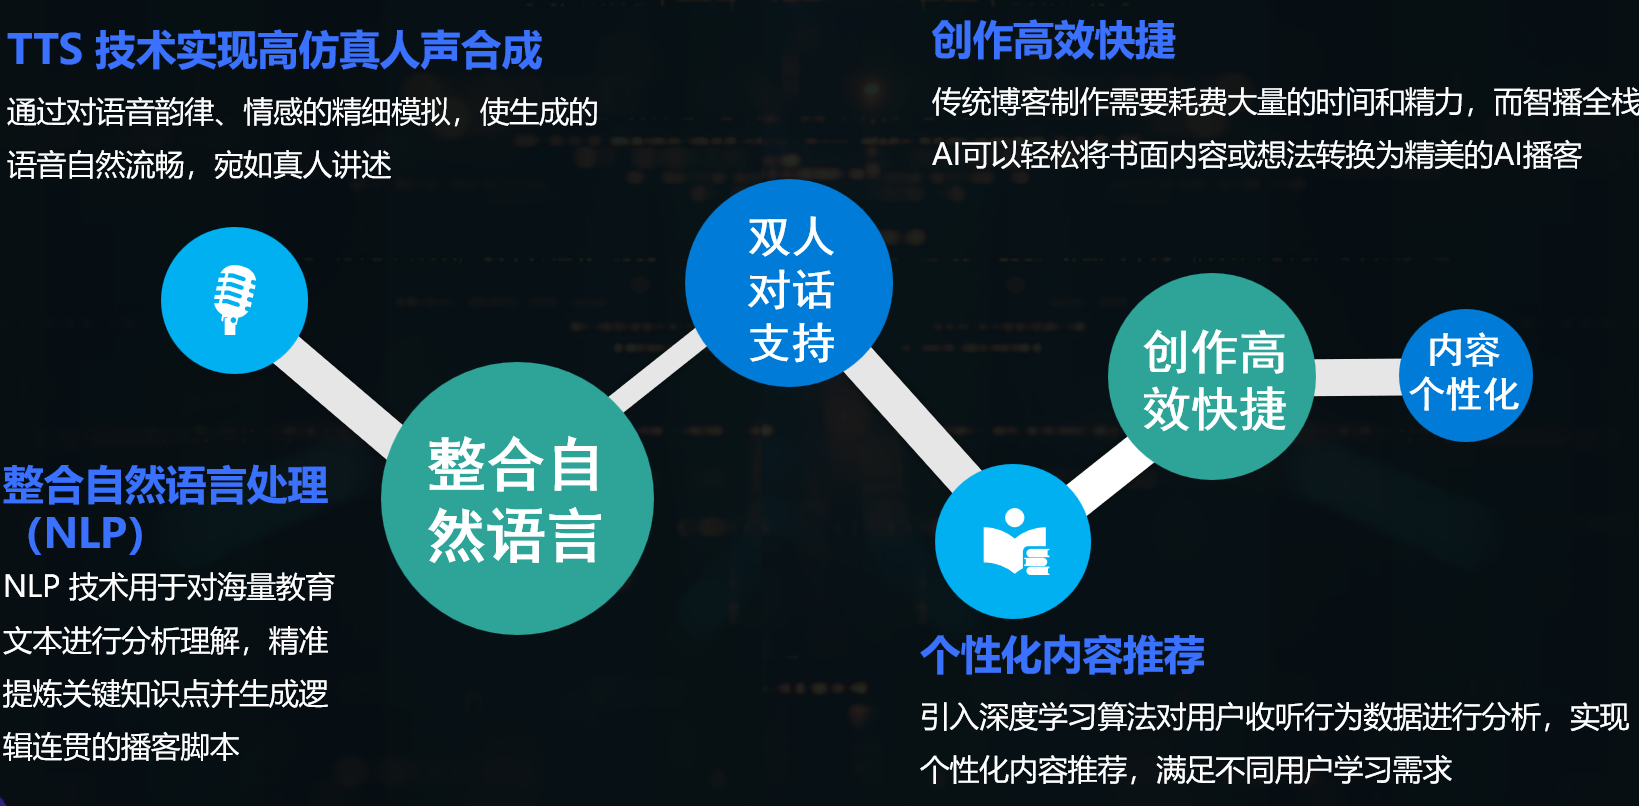 TTS 技术实现高仿真人声合成
通过对语音韵律、情感的精细模拟，使生成的
语音自然流畅，宛如真人讲述
创作高效快捷
传统博客制作需要耗费大量的时间和精力，而智播全栈
AI可以轻松将书面内容或想法转换为精美的AI播客
双人
对话
支持
创作高
效快捷
内容
个性化
整合自
然语言
整合自然语言处理
（NLP）
NLP 技术用于对海量教育
文本进行分析理解，精准
提炼关键知识点并生成逻
辑连贯的播客脚本
个性化内容推荐
引入深度学习算法对用户收听行为数据进行分析，实现
个性化内容推荐，满足不同用户学习需求